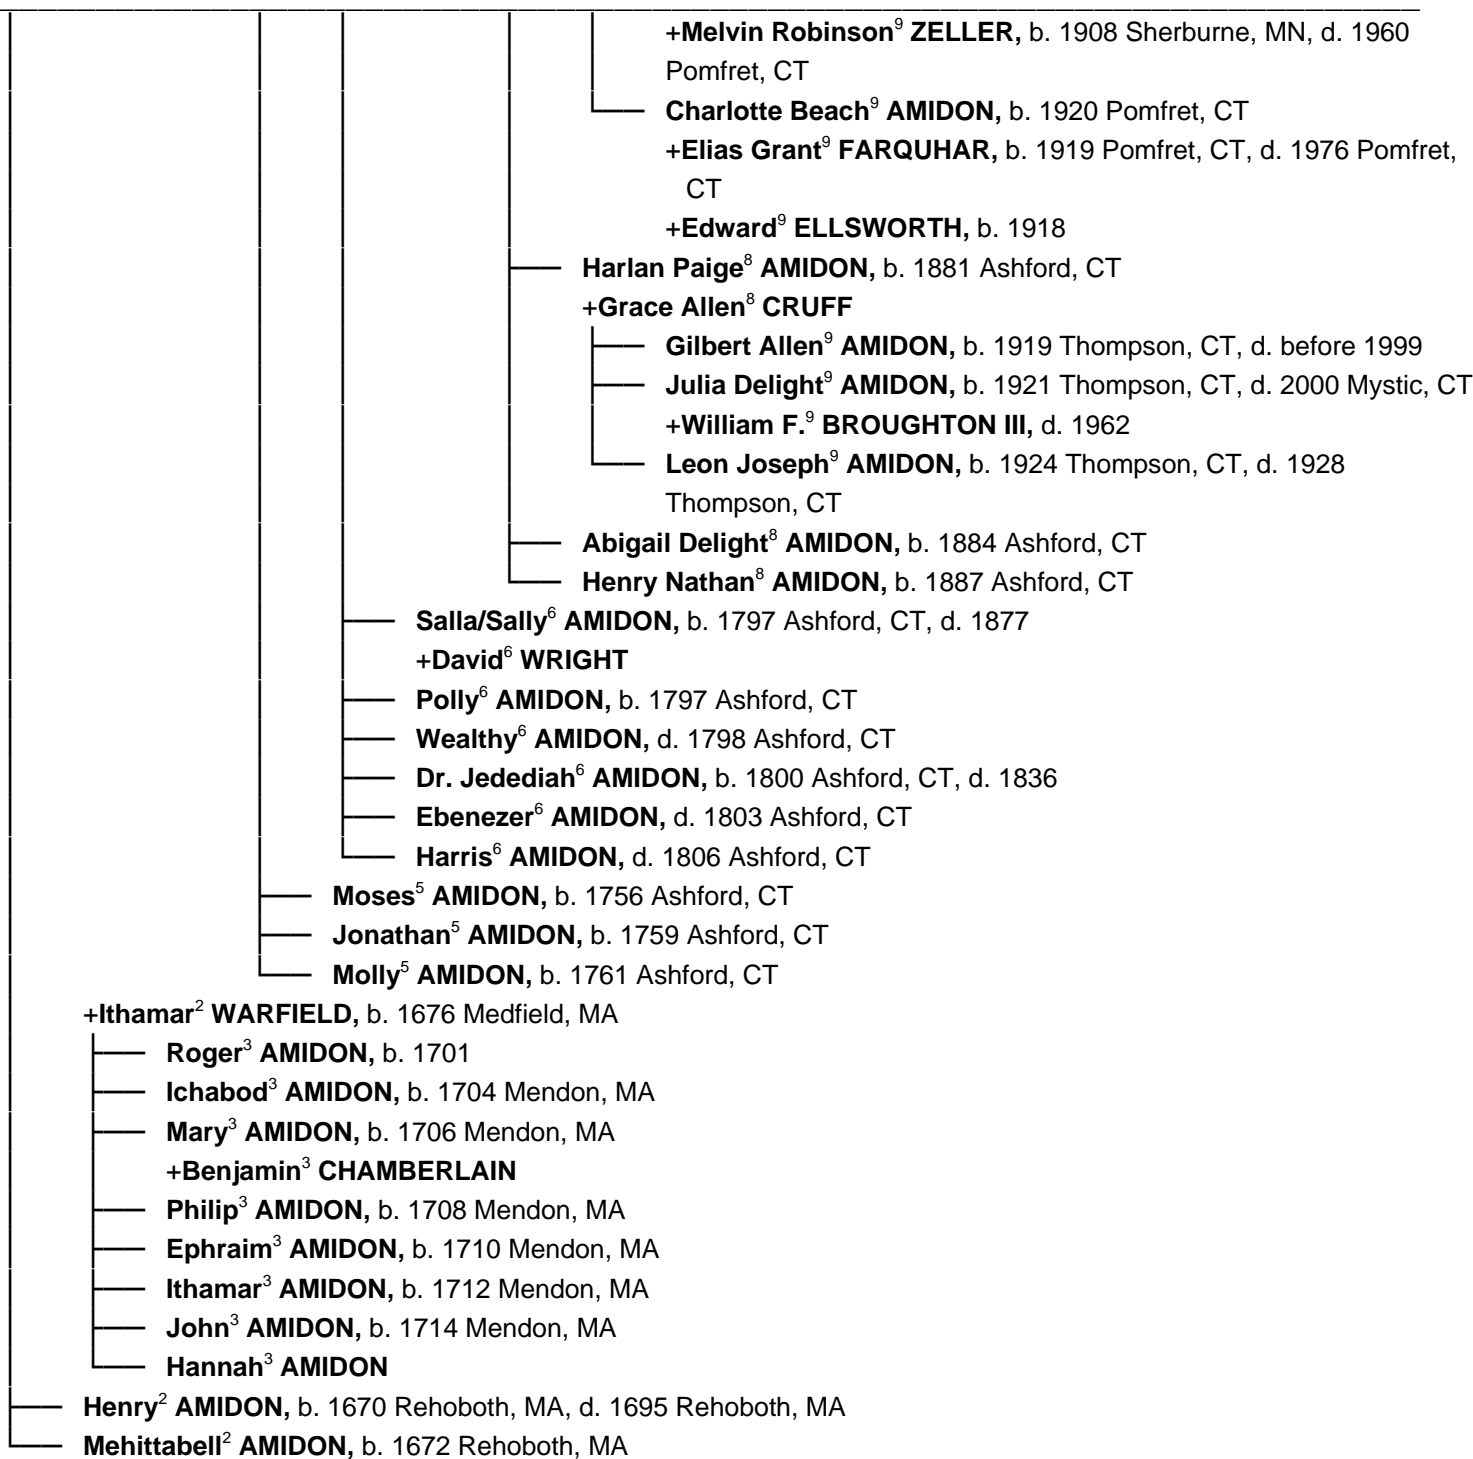 +Melvin Robinson⁹ ZELLER, b. 1908 Sherburne, MN, d. 1960
Pomfret, CT
Charlotte Beach⁹ AMIDON, b. 1920 Pomfret, CT
+Elias Grant⁹ FARQUHAR, b. 1919 Pomfret, CT, d. 1976 Pomfret,
CT
+Edward⁹ ELLSWORTH, b. 1918
Harlan Paige⁸ AMIDON, b. 1881 Ashford, CT
+Grace Allen⁸ CRUFF
Gilbert Allen⁹ AMIDON, b. 1919 Thompson, CT, d. before 1999
Julia Delight⁹ AMIDON, b. 1921 Thompson, CT, d. 2000 Mystic, CT
+William F.⁹ BROUGHTON III, d. 1962
Leon Joseph⁹ AMIDON, b. 1924 Thompson, CT, d. 1928
Thompson, CT
Abigail Delight⁸ AMIDON, b. 1884 Ashford, CT
Henry Nathan⁸ AMIDON, b. 1887 Ashford, CT
Salla/Sally⁶ AMIDON, b. 1797 Ashford, CT, d. 1877
+David⁶ WRIGHT
Polly⁶ AMIDON, b. 1797 Ashford, CT
Wealthy⁶ AMIDON, d. 1798 Ashford, CT
Dr. Jedediah⁶ AMIDON, b. 1800 Ashford, CT, d. 1836
Ebenezer⁶ AMIDON, d. 1803 Ashford, CT
Harris⁶ AMIDON, d. 1806 Ashford, CT
Moses⁵ AMIDON, b. 1756 Ashford, CT
Jonathan⁵ AMIDON, b. 1759 Ashford, CT
Molly⁵ AMIDON, b. 1761 Ashford, CT
+Ithamar² WARFIELD, b. 1676 Medfield, MA
Roger³ AMIDON, b. 1701
Ichabod³ AMIDON, b. 1704 Mendon, MA
Mary³ AMIDON, b. 1706 Mendon, MA
+Benjamin³ CHAMBERLAIN
Philip³ AMIDON, b. 1708 Mendon, MA
Ephraim³ AMIDON, b. 1710 Mendon, MA
Ithamar³ AMIDON, b. 1712 Mendon, MA
John³ AMIDON, b. 1714 Mendon, MA
Hannah³ AMIDON
Henry² AMIDON, b. 1670 Rehoboth, MA, d. 1695 Rehoboth, MA
Mehittabell² AMIDON, b. 1672 Rehoboth, MA